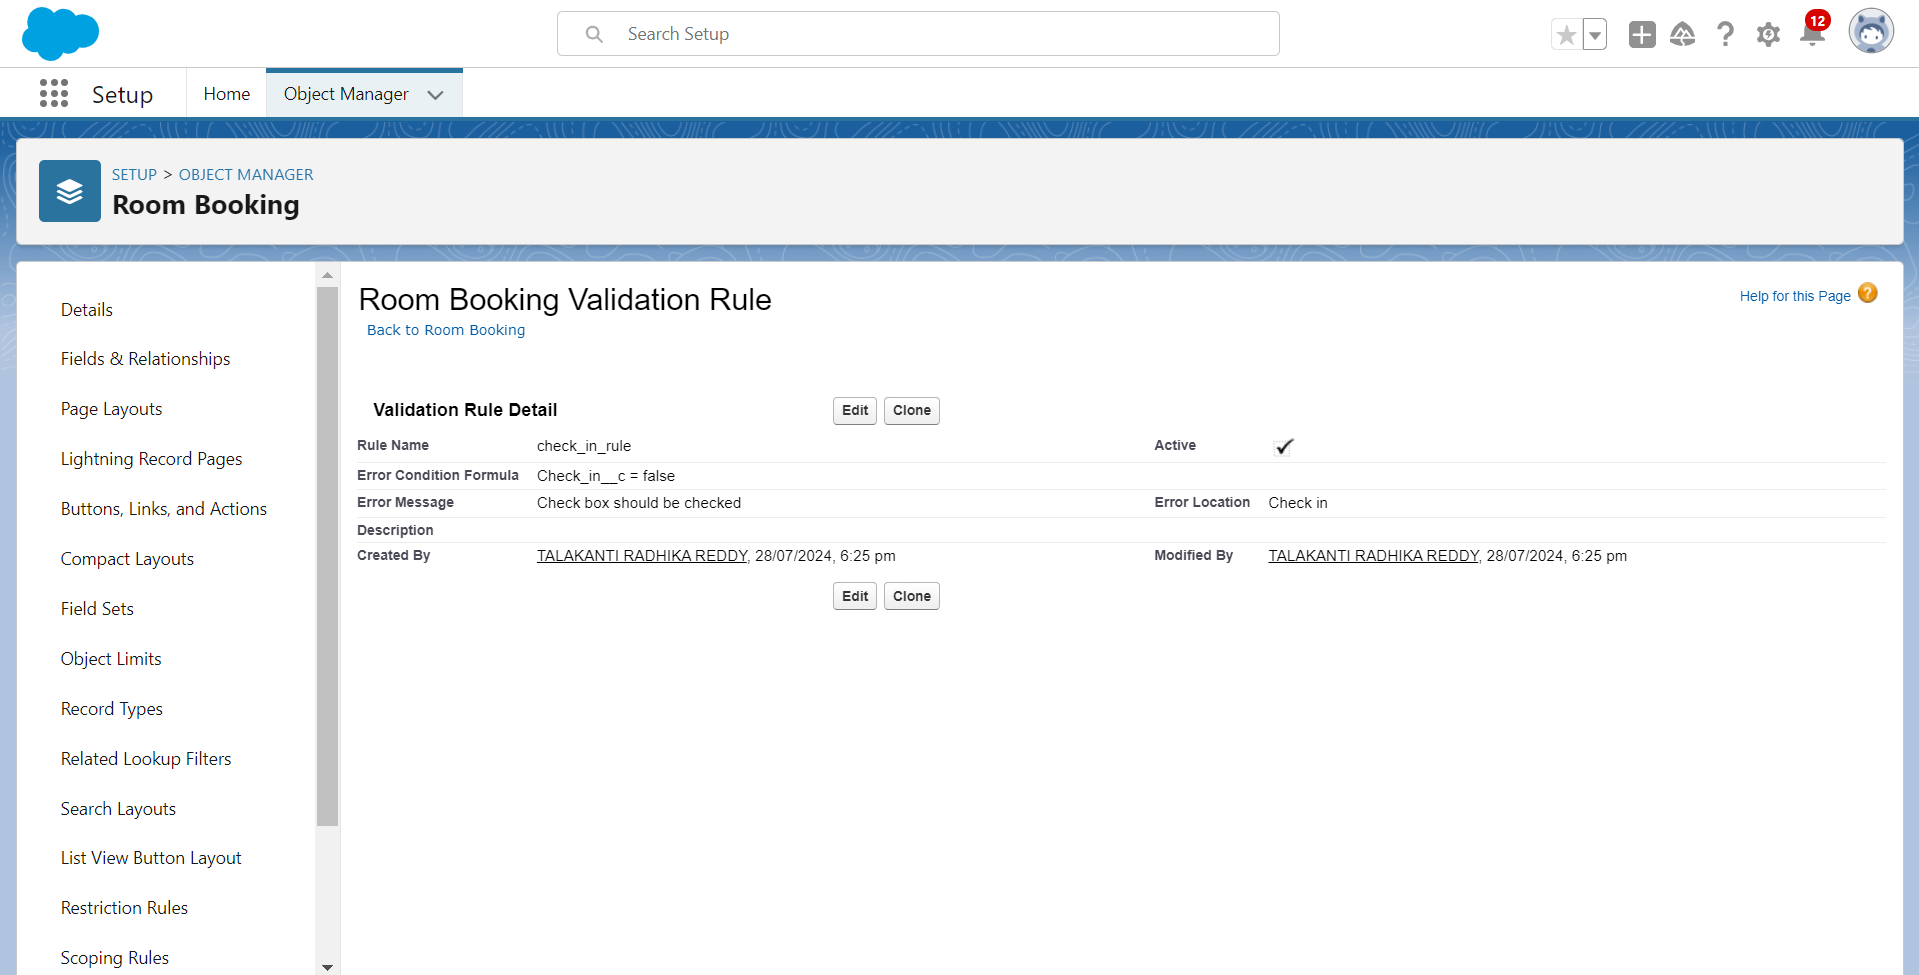 Search Setup
12
Setup
Home
Object Manager
SETUP > OBJECT MANAGER
Room Booking
Details
Fields & Relationships
Page Layouts
Lightning Record Pages
Buttons, Links, and Actions
Compact Layouts
Field Sets
Object Limits
Record Types
Related Lookup Filters
Search Layouts
List View Button Layout
Restriction Rules
Scoping Rules
Room Booking Validation Rule
Back to Room Booking
Help for this Page ?
Validation Rule Detail
Edit Clone
Rule Name check_in_rule Active
Error Condition Formula Check_in__c = false
Error Message Check box should be checked Error Location Check in
Description
Created By TALAKANTI RADHIKA REDDY, 28/07/2024, 6:25 pm Modified By TALAKANTI RADHIKA REDDY, 28/07/2024, 6:25 pm
Edit Clone